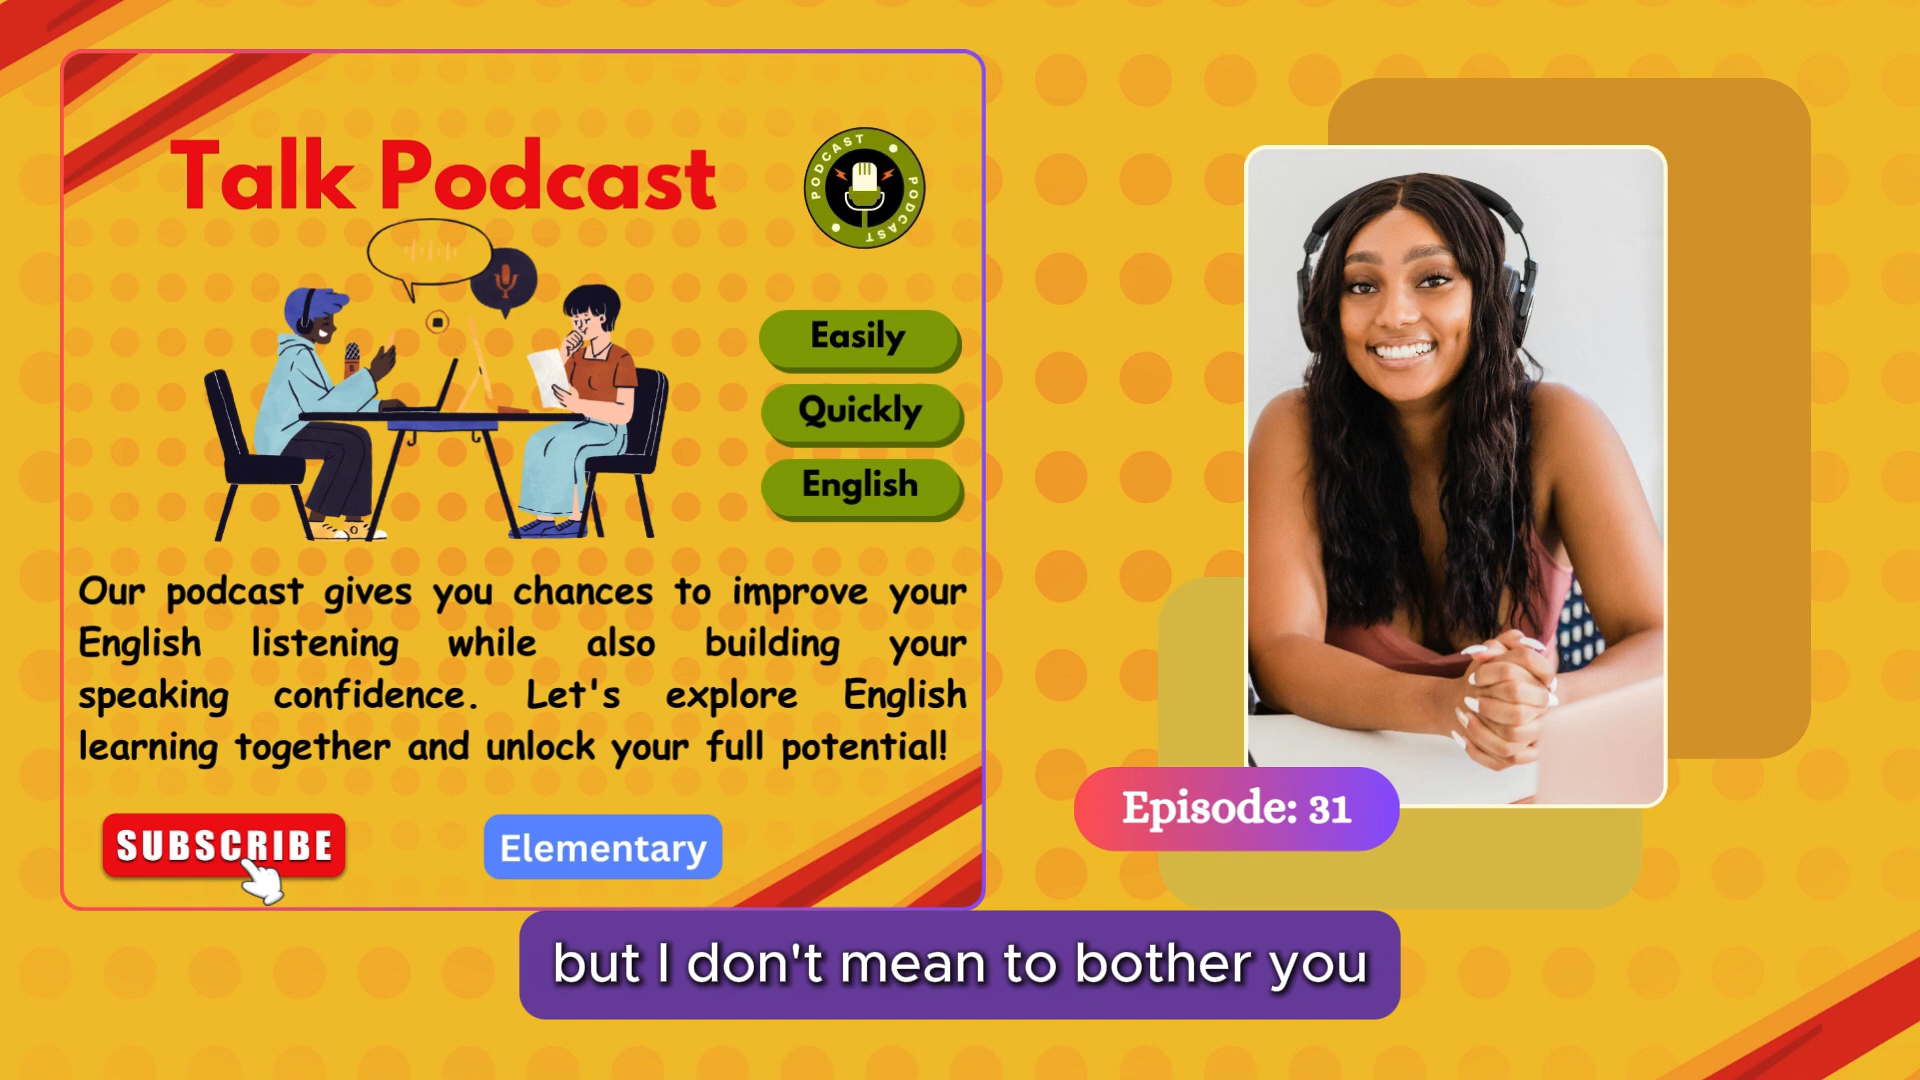 Talk Podcast
PODCAST
PODCAST
Easily
Quickly
English
Our podcast gives you chances to improve your
English listening while also building your
speaking confidence. Let's explore English
learning together and unlock your full potential!
SUBSCRIBE
Elementary
Episode: 31
but I don't mean to bother you